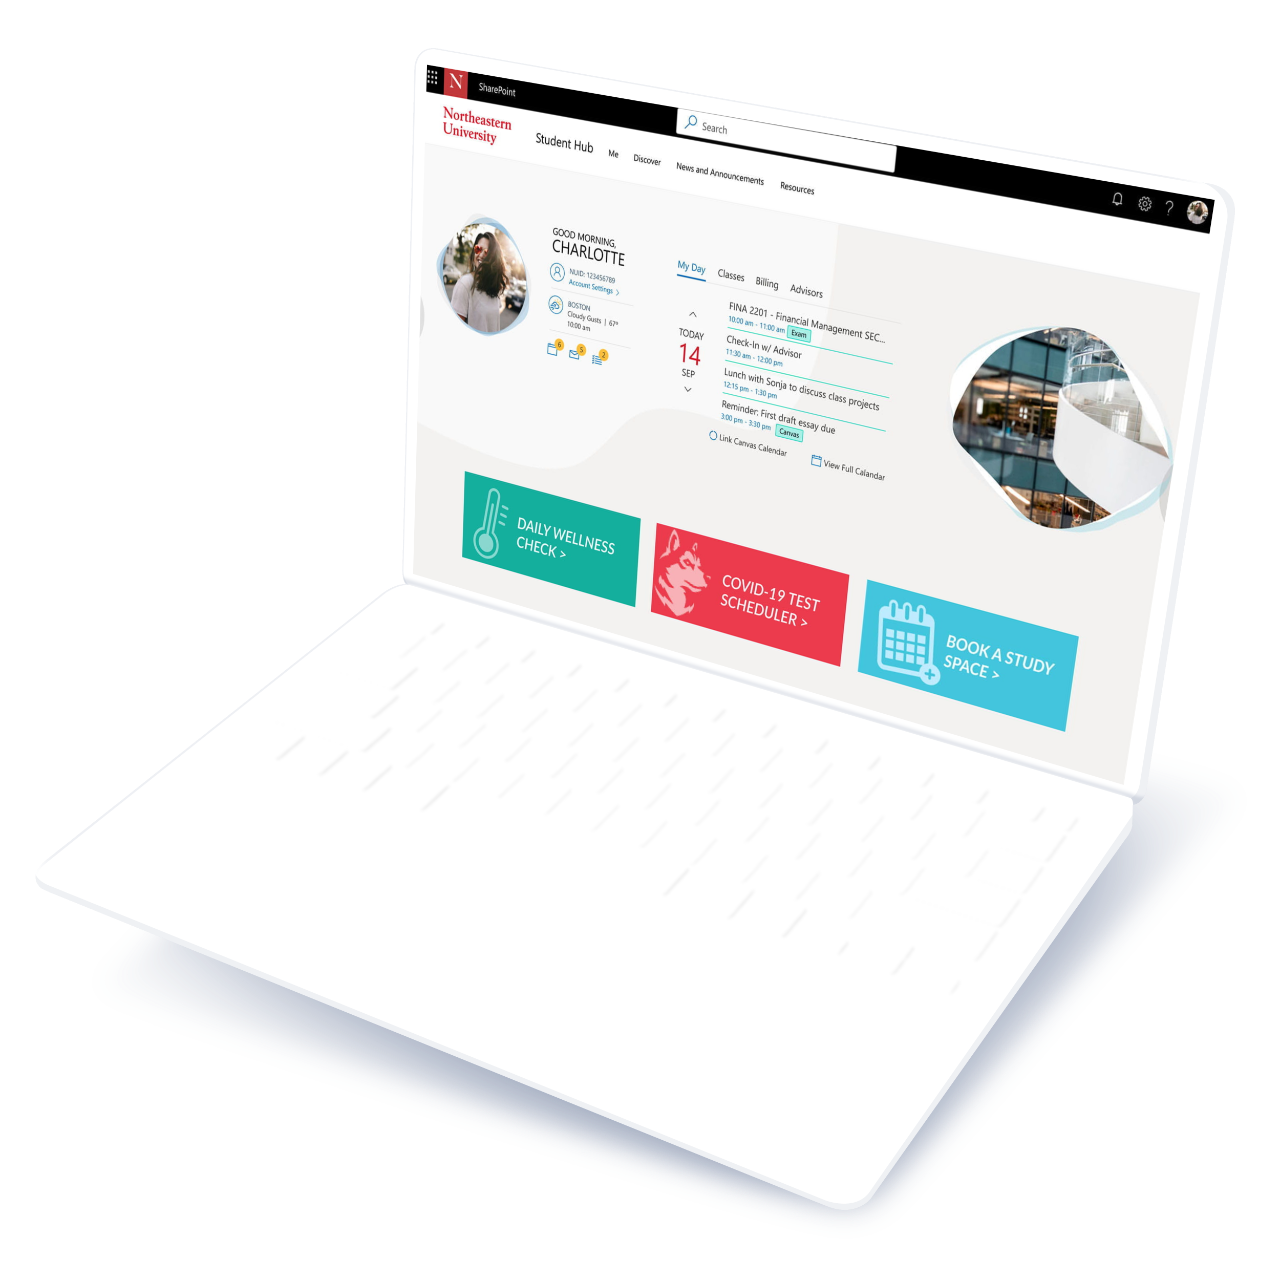 N
SharePoint
Search
Northeastern
University
Student Hub
Me
Discover
News and Announcements
Resources
GOOD MORNING,
CHARLOTTE
NUID: 123456789
Account Settings >
BOSTON
Cloudy Gusts | 67°
10:00 am
6
5
2
My Day
Classes
Billing
Advisors
TODAY
14
SEP
FINA 2201 - Financial Management SEC...
10:00 am - 11:00 am Exam
Check-In w/ Advisor
11:30 am - 12:00 pm
Lunch with Sonja to discuss class projects
12:15 pm - 1:30 pm
Reminder: First draft essay due
3:00 pm - 3:30 pm Canvas
Link Canvas Calendar
View Full Calandar
DAILY WELLNESS
CHECK >
COVID-19 TEST
SCHEDULER >
BOOK A STUDY
SPACE >